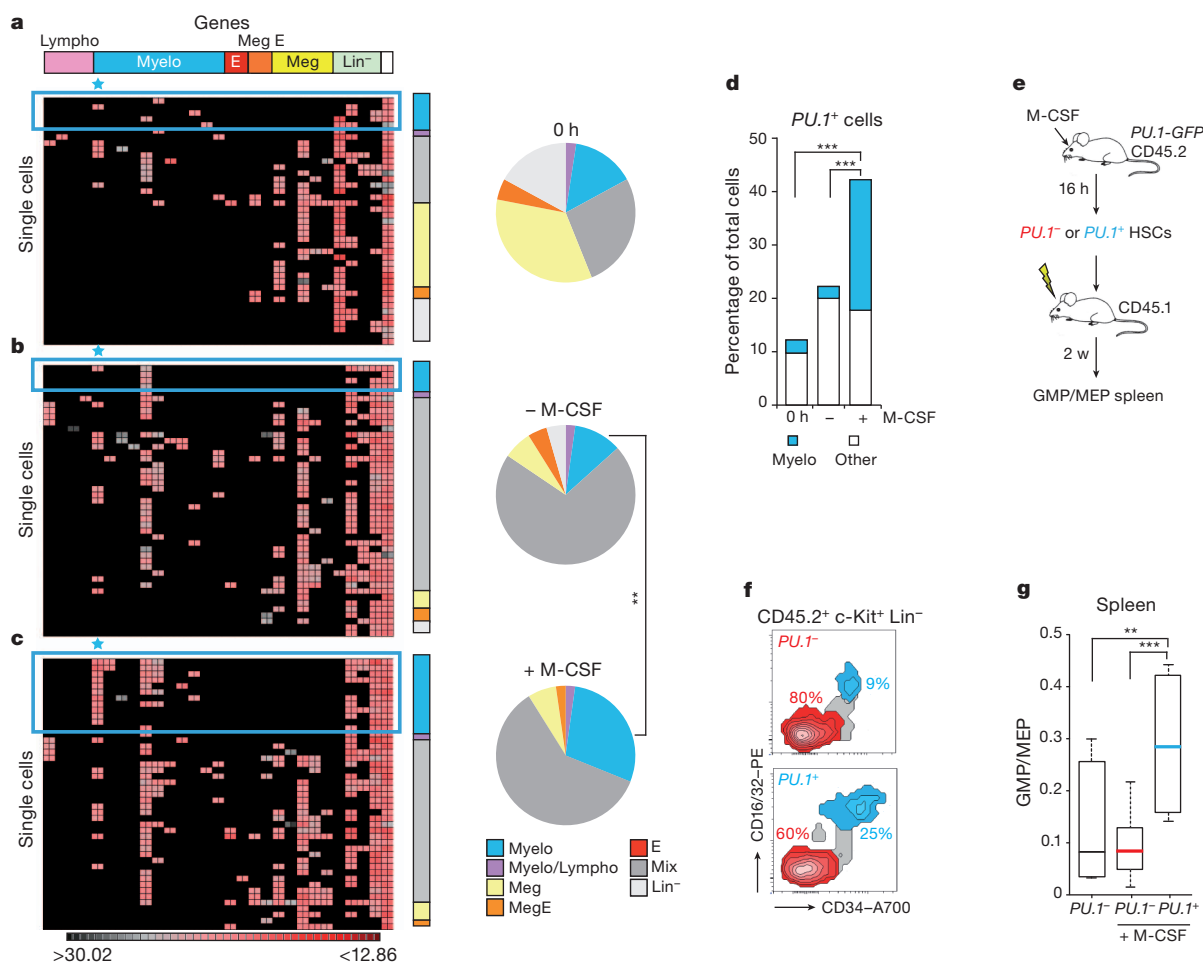 a
Genes
Lympho
Meg E
Myelo
E
Meg
Lin⁻
Single cells
0 h
b
Single cells
– M-CSF
**
c
Single cells
+ M-CSF
Myelo
Myelo/Lympho
Meg
MegE
E
Mix
Lin⁻
>30.02
<12.86
d
PU.1⁺ cells
***
***
Percentage of total cells
50
40
30
20
10
0
0 h
–
+
M-CSF
Myelo
Other
e
M-CSF
PU.1-GFP
CD45.2
16 h
PU.1⁻ or PU.1⁺ HSCs
CD45.1
2 w
GMP/MEP spleen
f
CD45.2⁺ c-Kit⁺ Lin⁻
PU.1⁻
80%
9%
PU.1⁺
60%
25%
CD16/32–PE
CD34–A700
g
Spleen
**
***
GMP/MEP
0.5
0.4
0.3
0.2
0.1
0
PU.1⁻
PU.1⁻
PU.1⁺
+ M-CSF